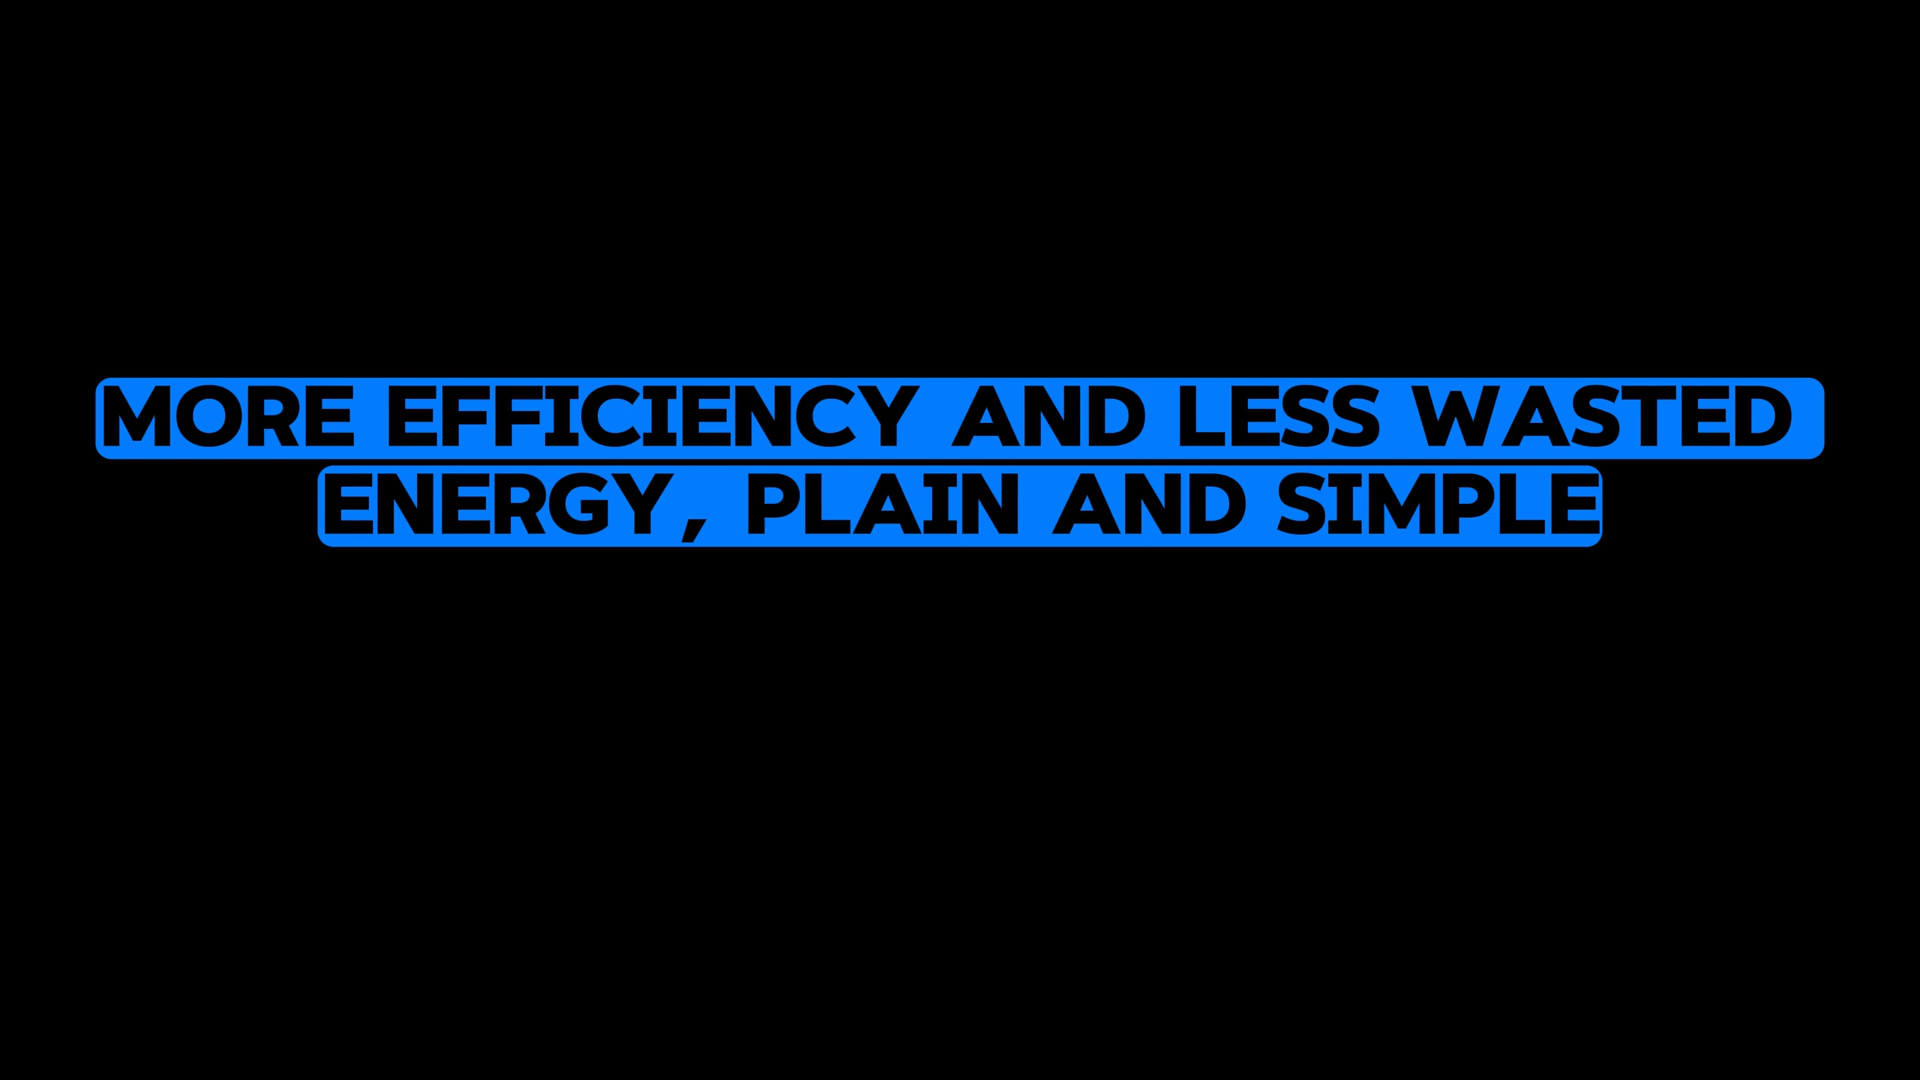 MORE EFFICIENCY AND LESS WASTED
ENERGY, PLAIN AND SIMPLE